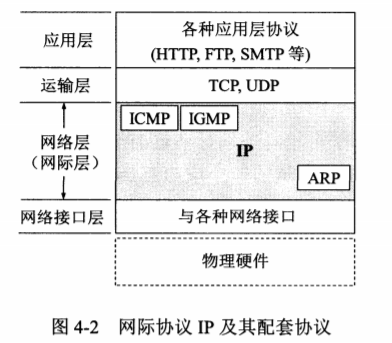 应用层
各种应用层协议
(HTTP, FTP, SMTP 等)
运输层
TCP, UDP
网络层
(网际层)
ICMP
IGMP
IP
ARP
网络接口层
与各种网络接口
物理硬件
图 4-2 网际协议 IP 及其配套协议